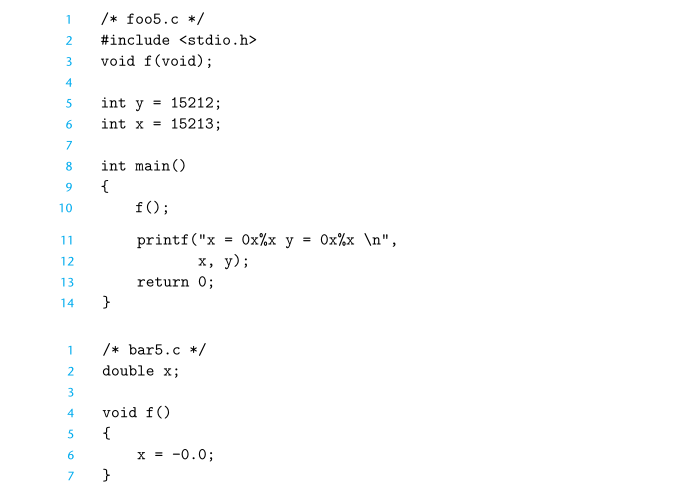 1 /* foo5.c */
2 #include <stdio.h>
3 void f(void);
4
5 int y = 15212;
6 int x = 15213;
7
8 int main()
9 {
10 f();
11 printf("x = 0x%x y = 0x%x \n",
12 x, y);
13 return 0;
14 }
1 /* bar5.c */
2 double x;
3
4 void f()
5 {
6 x = -0.0;
7 }